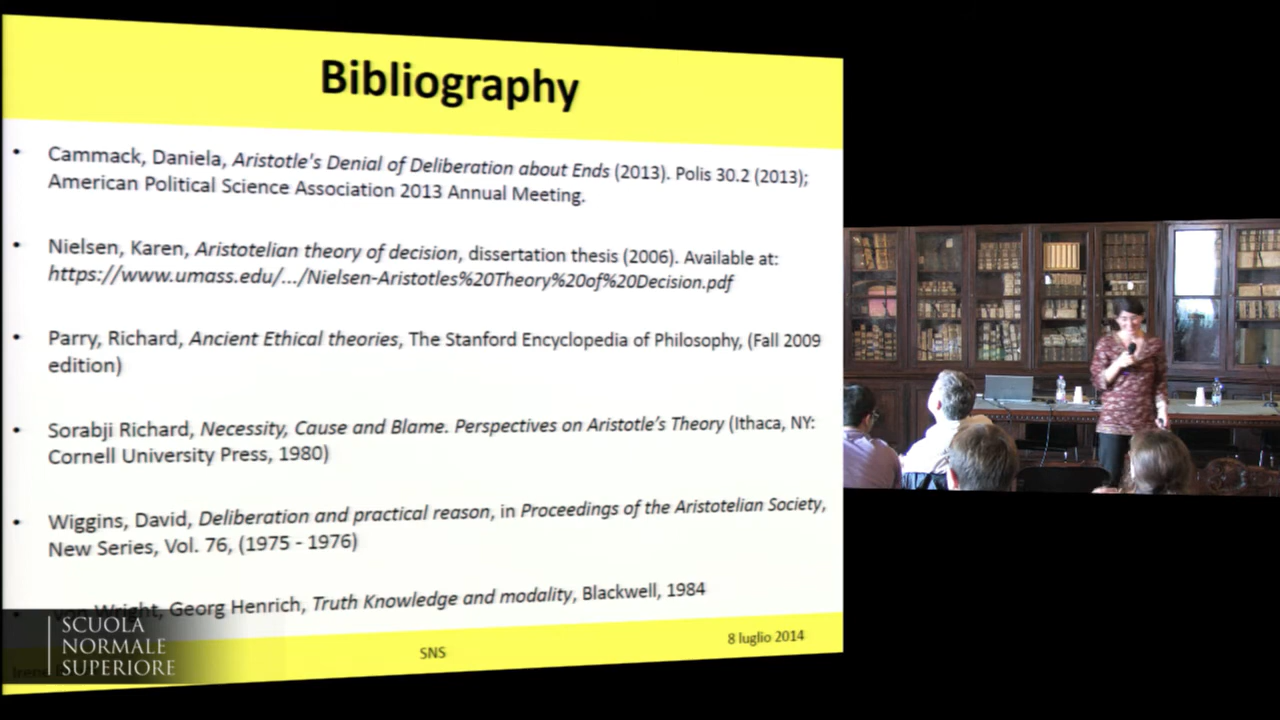 Bibliography
• Cammack, Daniela, Aristotle's Denial of Deliberation about Ends (2013). Polis 30.2 (2013);
American Political Science Association 2013 Annual Meeting.
• Nielsen, Karen, Aristotelian theory of decision, dissertation thesis (2006). Available at:
https://www.umass.edu/.../Nielsen-Aristotles%20Theory%20of%20Decision.pdf
• Parry, Richard, Ancient Ethical theories, The Stanford Encyclopedia of Philosophy, (Fall 2009
edition)
• Sorabji Richard, Necessity, Cause and Blame. Perspectives on Aristotle's Theory (Ithaca, NY:
Cornell University Press, 1980)
• Wiggins, David, Deliberation and practical reason, in Proceedings of the Aristotelian Society,
New Series, Vol. 76, (1975 - 1976)
• von Wright, Georg Henrich, Truth Knowledge and modality, Blackwell, 1984
SCUOLA
NORMALE
SUPERIORE
SNS
8 luglio 2014